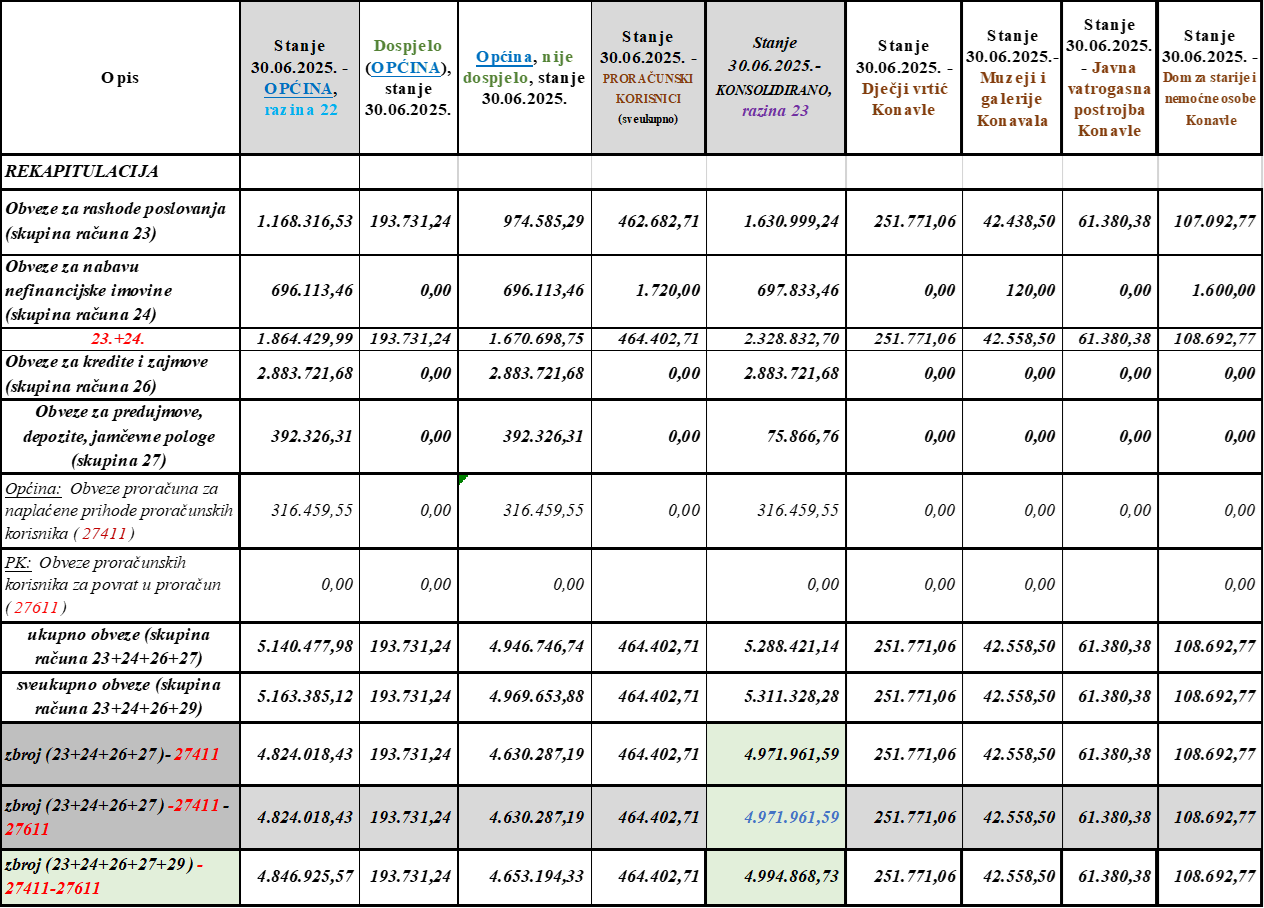 Opis
Stanje
30.06.2025. -
OPĆINA,
razina 22
Dospjelo
(OPĆINA),
stanje
30.06.2025.
Općina, nije
dospjelo, stanje
30.06.2025.
Stanje
30.06.2025. -
PRORAČUNSKI
KORISNICI
(sveukupno)
Stanje
30.06.2025.-
KONSOLIDIRANO,
razina 23
Stanje
30.06.2025. -
Dječji vrtić
Konavle
Stanje
30.06.2025.-
Muzeji i
galerije
Konavala
Stanje
30.06.2025.
- Javna
vatrogasna
postrojba
Konavle
Stanje
30.06.2025. -
Dom za starije i
nemoćne osobe
Konavle
REKAPITULACIJA
Obveze za rashode poslovanja
(skupina računa 23)
1.168.316,53 193.731,24 974.585,29 462.682,71 1.630.999,24 251.771,06 42.438,50 61.380,38 107.092,77
Obveze za nabavu
nefinancijske imovine
(skupina računa 24)
696.113,46 0,00 696.113,46 1.720,00 697.833,46 0,00 120,00 0,00 1.600,00
23.+24. 1.864.429,99 193.731,24 1.670.698,75 464.402,71 2.328.832,70 251.771,06 42.558,50 61.380,38 108.692,77
Obveze za kredite i zajmove
(skupina računa 26)
2.883.721,68 0,00 2.883.721,68 0,00 2.883.721,68 0,00 0,00 0,00 0,00
Obveze za predujmove,
depozite, jamčevne pologe
(skupina 27)
392.326,31 0,00 392.326,31 0,00 75.866,76 0,00 0,00 0,00 0,00
Općina: Obveze proračuna za
naplaćene prihode proračunskih
korisnika ( 27411 )
316.459,55 0,00 316.459,55 0,00 316.459,55 0,00 0,00 0,00 0,00
PK: Obveze proračunskih
korisnika za povrat u proračun
( 27611 )
0,00 0,00 0,00 0,00 0,00 0,00 0,00
ukupno obveze (skupina
računa 23+24+26+27)
5.140.477,98 193.731,24 4.946.746,74 464.402,71 5.288.421,14 251.771,06 42.558,50 61.380,38 108.692,77
sveukupno obveze (skupina
računa 23+24+26+29)
5.163.385,12 193.731,24 4.969.653,88 464.402,71 5.311.328,28 251.771,06 42.558,50 61.380,38 108.692,77
zbroj (23+24+26+27 )- 27411
4.824.018,43 193.731,24 4.630.287,19 464.402,71 4.971.961,59 251.771,06 42.558,50 61.380,38 108.692,77
zbroj (23+24+26+27 ) -27411 -
27611
4.824.018,43 193.731,24 4.630.287,19 464.402,71 4.971.961,59 251.771,06 42.558,50 61.380,38 108.692,77
zbroj (23+24+26+27+29 ) -
27411-27611
4.846.925,57 193.731,24 4.653.194,33 464.402,71 4.994.868,73 251.771,06 42.558,50 61.380,38 108.692,77